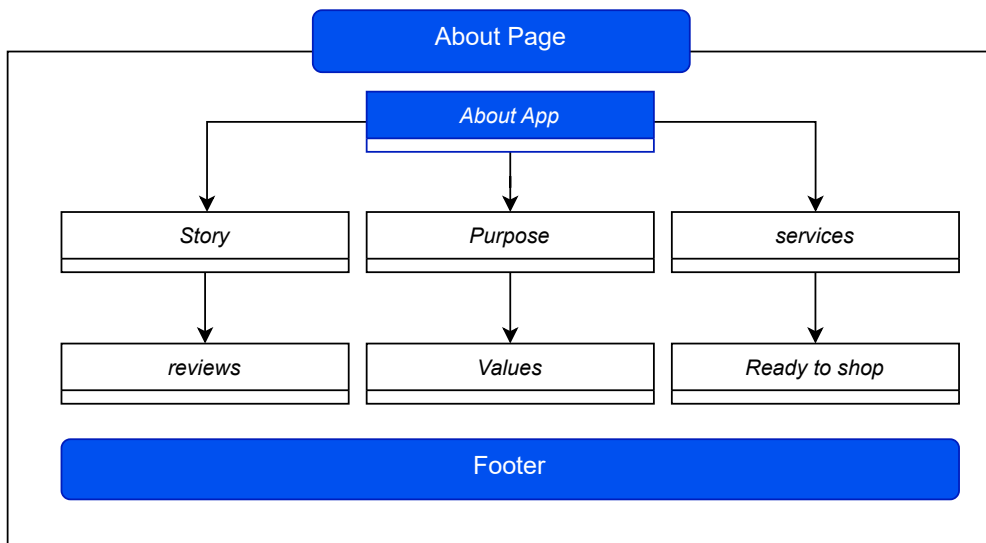 About Page
About App
Story
Purpose
services
reviews
Values
Ready to shop
Footer